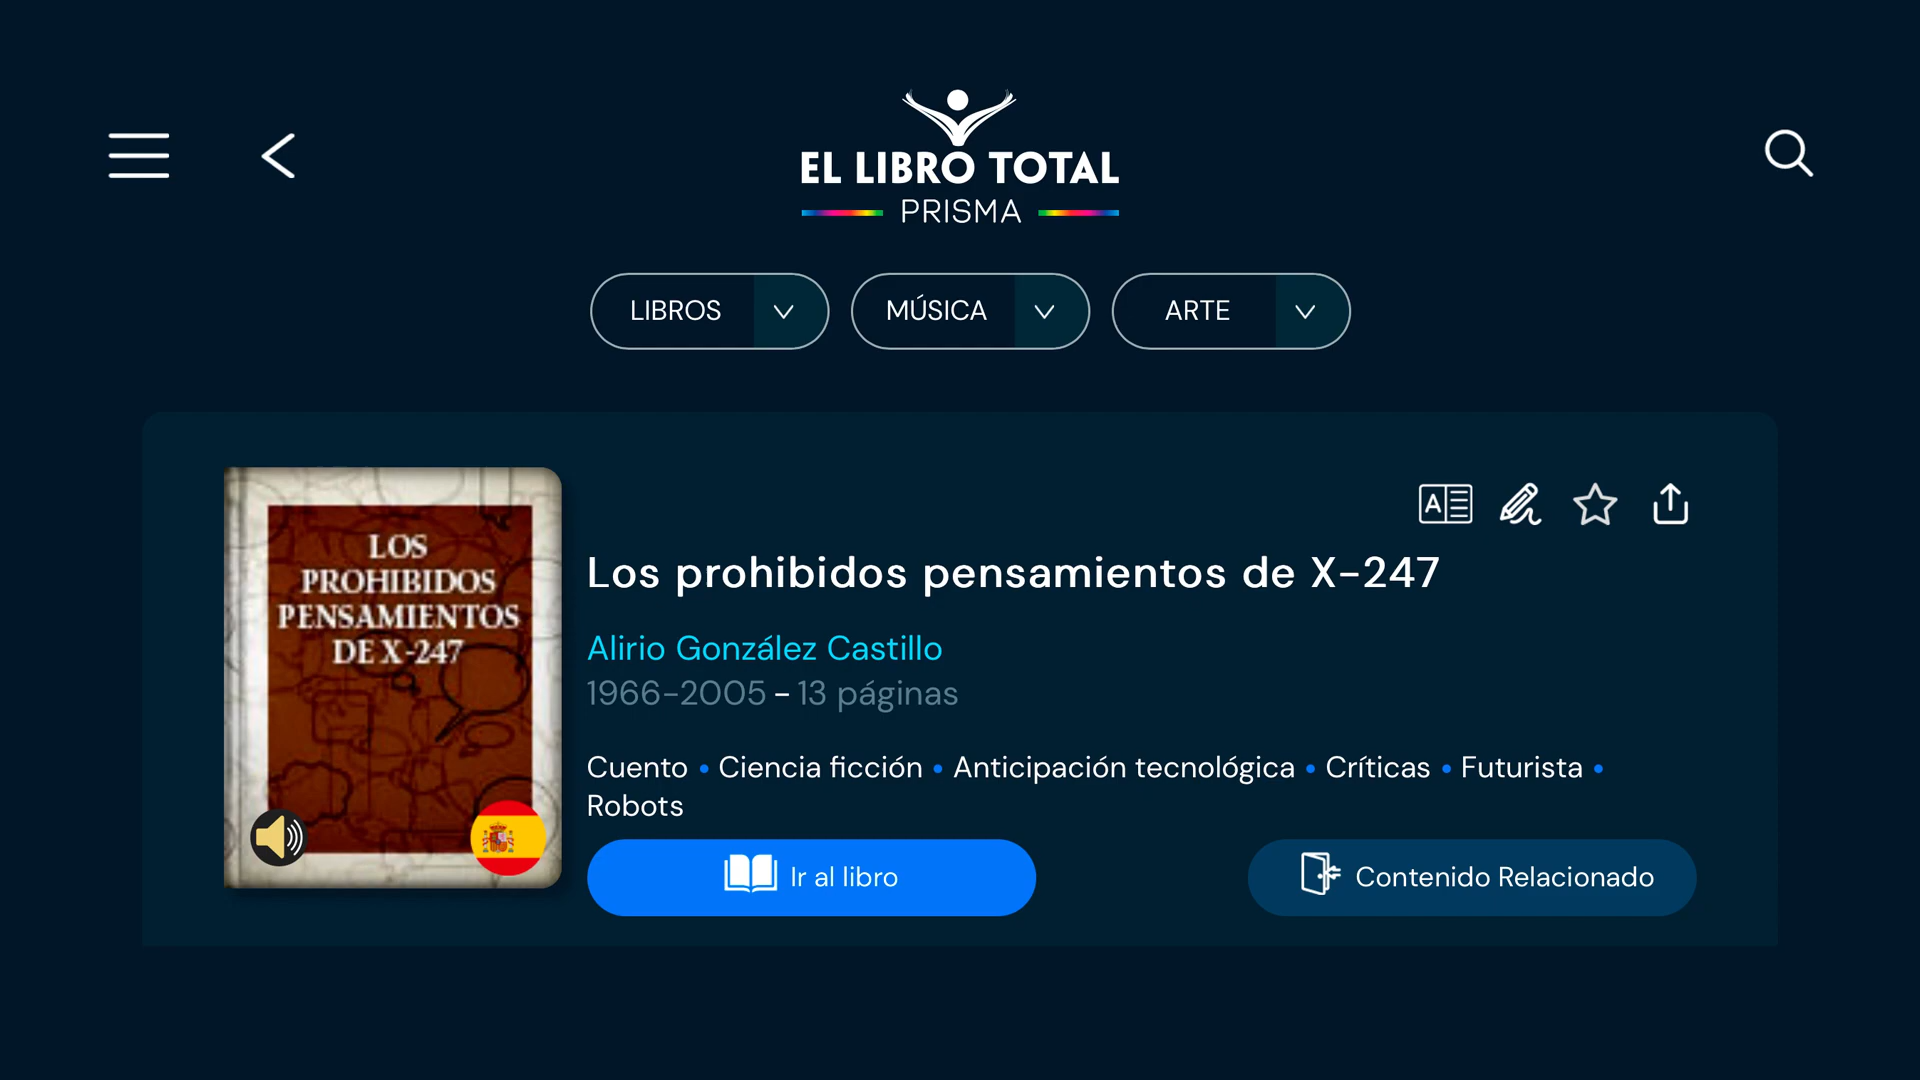 EL LIBRO TOTAL
PRISMA
LIBROS
MÚSICA
ARTE
LOS
PROHIBIDOS
PENSAMIENTOS
DE X-247
A
Los prohibidos pensamientos de X-247
Alirio González Castillo
1966-2005 - 13 páginas
Cuento • Ciencia ficción • Anticipación tecnológica • Críticas • Futurista •
Robots
Ir al libro
Contenido Relacionado